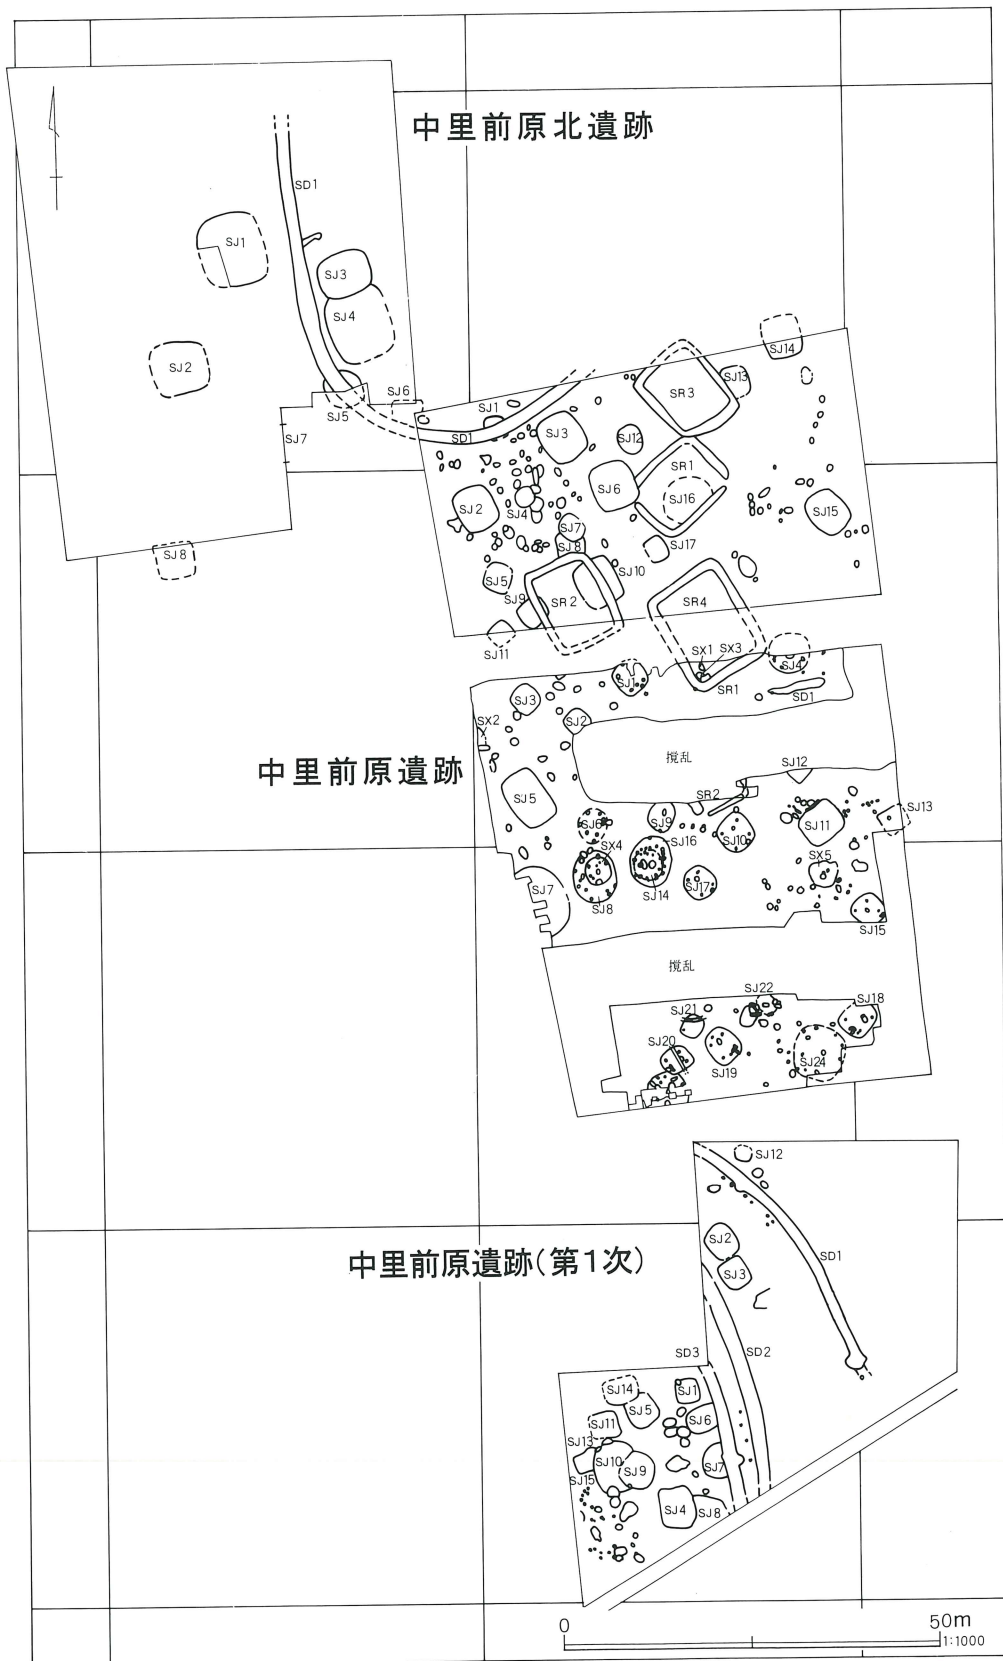 中里前原北遺跡
SD1
SJ1
SJ3
SJ4
SJ2
SJ5
SJ6
SJ7
SJ8
SJ14
SR3
SJ13
SJ1
SD1
SJ3
SJ12
SR1
SJ6
SJ16
SJ2
SJ4
SJ15
SJ7
SJ8
SJ17
SJ5
SJ10
SJ9
SR2
SR4
SJ11
中里前原遺跡
SX1
SX3
SJ4
SJ1
SR1
SD1
SJ3
SX2
SJ2
攪乱
SJ12
SJ5
SR2
SJ13
SJ6
SJ9
SJ16
SJ10
SJ11
SX4
SX5
SJ7
SJ8
SJ14
SJ17
SJ15
攪乱
SJ22
SJ18
SJ21
SJ20
SJ19
SJ24
中里前原遺跡(第1次)
SJ12
SJ2
SJ3
SD1
SD3
SD2
SJ14
SJ1
SJ5
SJ11
SJ6
SJ13
SJ10
SJ9
SJ7
SJ15
SJ4
SJ8
0
50m
1:1000